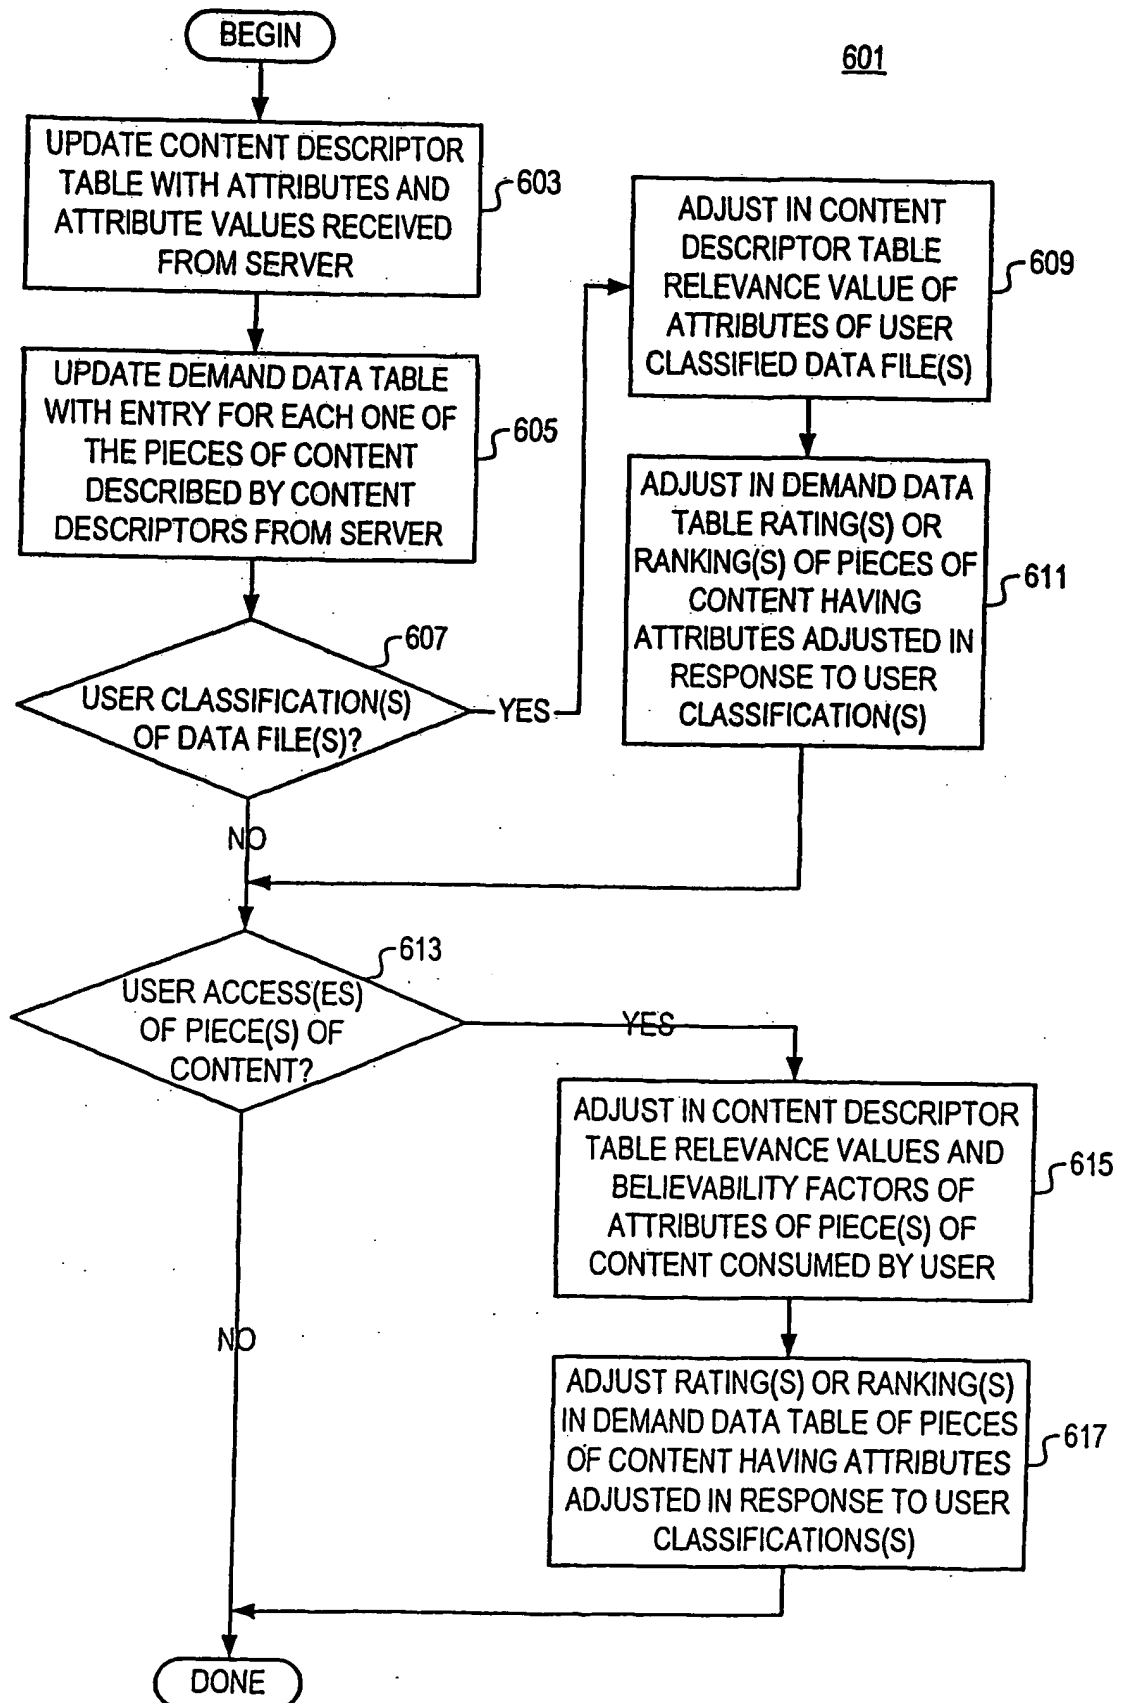 BEGIN
601
UPDATE CONTENT DESCRIPTOR
TABLE WITH ATTRIBUTES AND
ATTRIBUTE VALUES RECEIVED
FROM SERVER
603
UPDATE DEMAND DATA TABLE
WITH ENTRY FOR EACH ONE OF
THE PIECES OF CONTENT
DESCRIBED BY CONTENT
DESCRIPTORS FROM SERVER
605
607
USER CLASSIFICATION(S)
OF DATA FILE(S)?
YES
NO
ADJUST IN CONTENT
DESCRIPTOR TABLE
RELEVANCE VALUE OF
ATTRIBUTES OF USER
CLASSIFIED DATA FILE(S)
609
ADJUST IN DEMAND DATA
TABLE RATING(S) OR
RANKING(S) OF PIECES OF
CONTENT HAVING
ATTRIBUTES ADJUSTED IN
RESPONSE TO USER
CLASSIFICATION(S)
611
613
USER ACCESS(ES)
OF PIECE(S) OF
CONTENT?
YES
NO
ADJUST IN CONTENT DESCRIPTOR
TABLE RELEVANCE VALUES AND
BELIEVABILITY FACTORS OF
ATTRIBUTES OF PIECE(S) OF
CONTENT CONSUMED BY USER
615
ADJUST RATING(S) OR RANKING(S)
IN DEMAND DATA TABLE OF PIECES
OF CONTENT HAVING ATTRIBUTES
ADJUSTED IN RESPONSE TO USER
CLASSIFICATIONS(S)
617
DONE